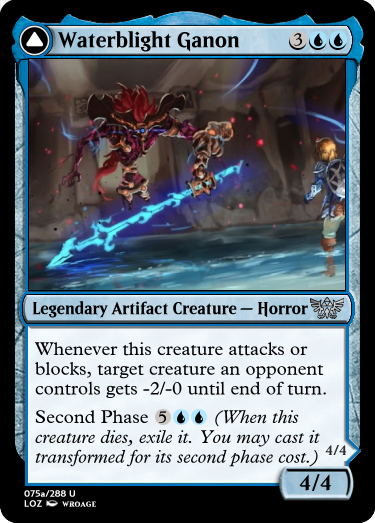 Waterblight Ganon 3
Legendary Artifact Creature — Horror
Whenever this creature attacks or
blocks, target creature an opponent
controls gets -2/-0 until end of turn.
Second Phase 5 (When this
creature dies, exile it. You may cast it
transformed for its second phase cost.) 4/4
4/4
075a/288 U
LOZ WROAGE